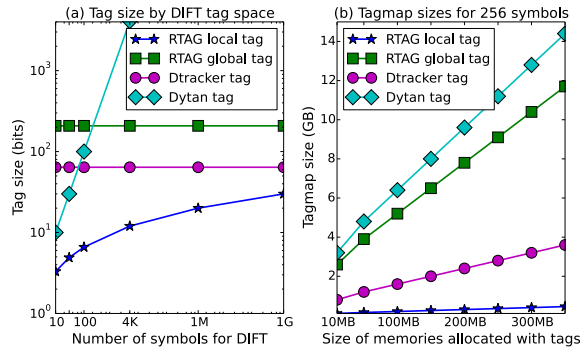 (a) Tag size by DIFT tag space
Tag size (bits)
10^3
10^2
10^1
10^0
RTAG local tag
RTAG global tag
Dtracker tag
Dytan tag
10 100 4K 1M 1G
Number of symbols for DIFT
(b) Tagmap sizes for 256 symbols
Tagmap size (GB)
14
12
10
8
6
4
2
RTAG local tag
RTAG global tag
Dtracker tag
Dytan tag
10MB 100MB 200MB 300MB
Size of memories allocated with tags